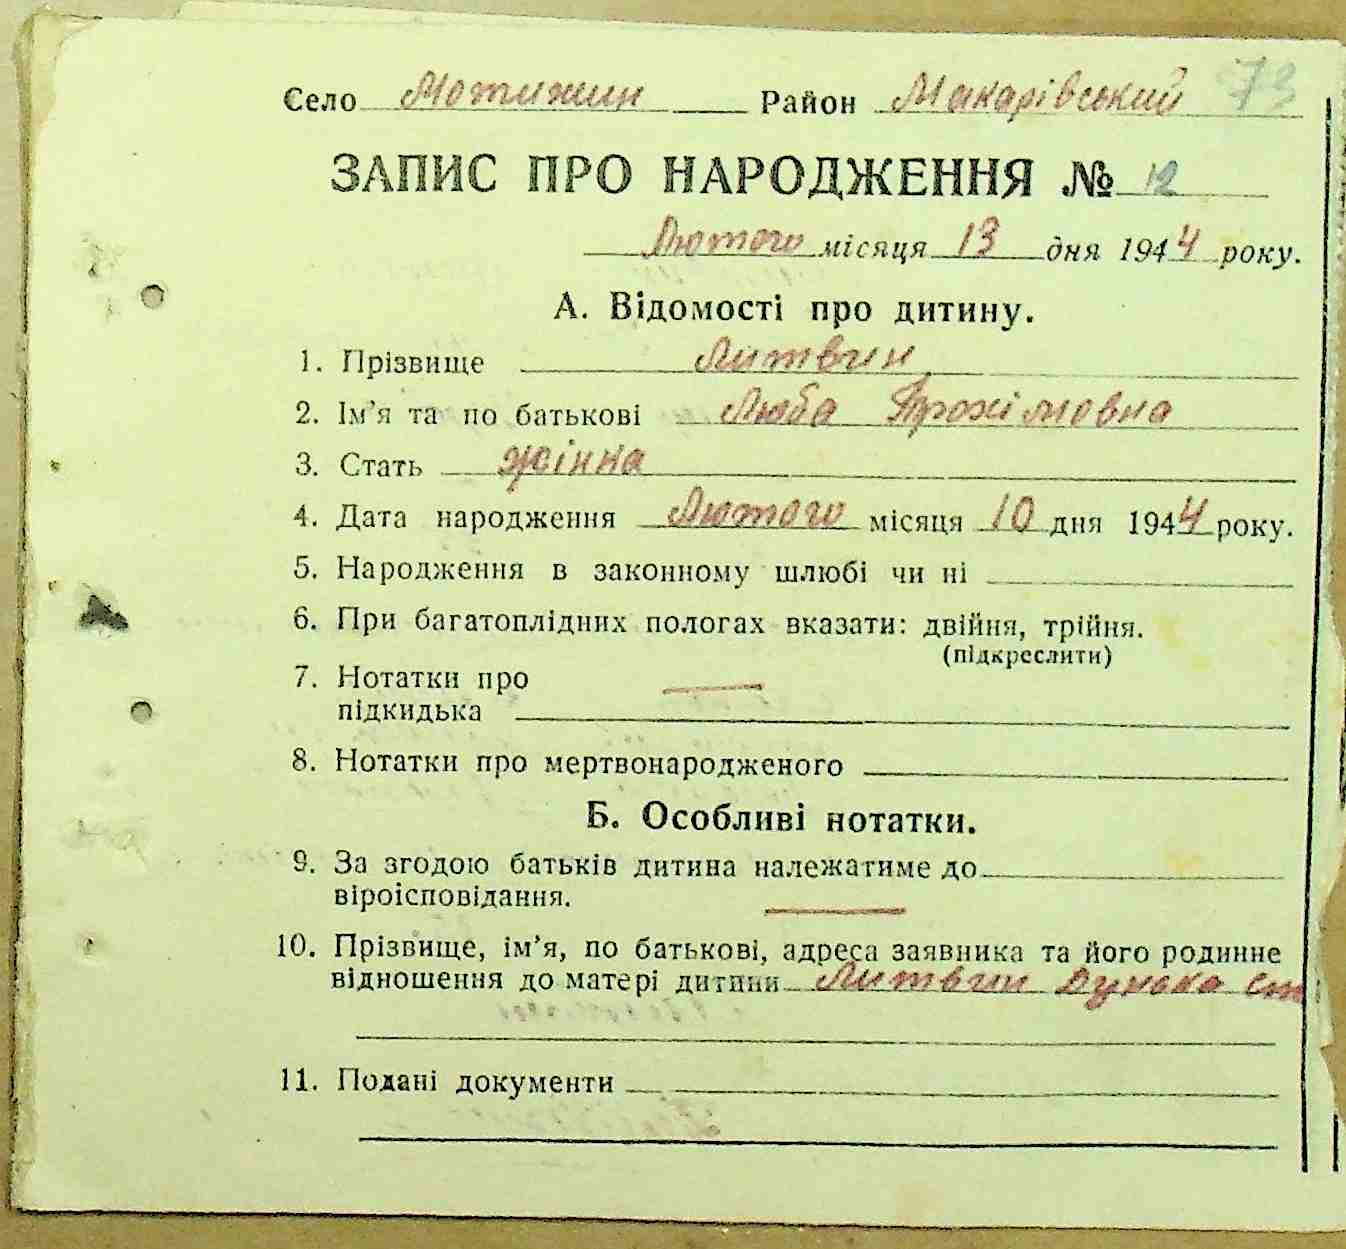 Село Мотижин Район Макарівський 73
ЗАПИС ПРО НАРОДЖЕННЯ № 12
Лютого місяця 13 дня 1944 року.
А. Відомості про дитину.
1. Прізвище Литвин
2. Ім'я та по батькові Люба Прохімовна
3. Стать жінна
4. Дата народження Лютого місяця 10 дня 1944 року.
5. Народження в законному шлюбі чи ні
6. При багатоплідних пологах вказати: двійня, трійня.
(підкреслити)
7. Нотатки про
підкидька
8. Нотатки про мертвонародженого
Б. Особливі нотатки.
9. За згодою батьків дитина належатиме до
віроісповідання.
10. Прізвище, ім'я, по батькові, адреса заявника та його родинне
відношення до матері дитини Литвин Дунька ст
11. Подані документи